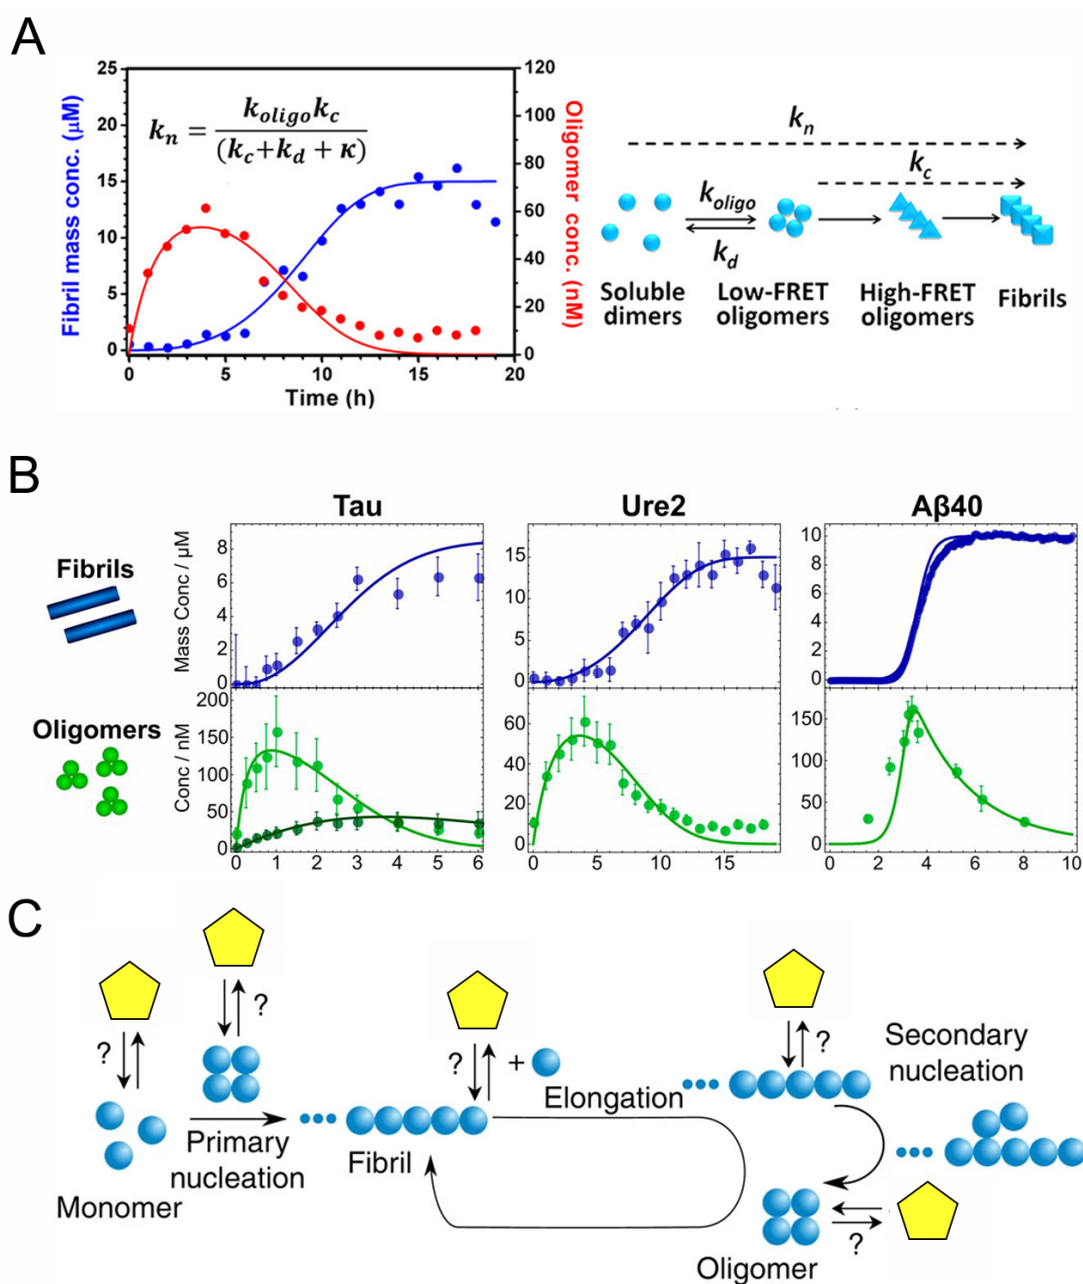 A
Fibril mass conc. (µM)
25
20
15
10
5
0
k_n = k_oligo k_c / (k_c+k_d + κ)
0 5 10 15 20
Time (h)
120
100
80
60
40
20
0
Oligomer conc. (nM)
k_n
k_c
k_oligo
k_d
Soluble dimers
Low-FRET oligomers
High-FRET oligomers
Fibrils
B
Tau
Ure2
Aβ40
Fibrils
Mass Conc / µM
8
6
4
2
0
15
10
5
0
10
8
6
4
2
0
Oligomers
Conc / nM
200
150
100
50
0
60
40
20
0
150
100
50
0
0 1 2 3 4 5 6
0 5 10 15
0 2 4 6 8 10
C
?
?
?
+
?
Secondary
nucleation
Elongation
Primary
nucleation
Fibril
Monomer
?
Oligomer